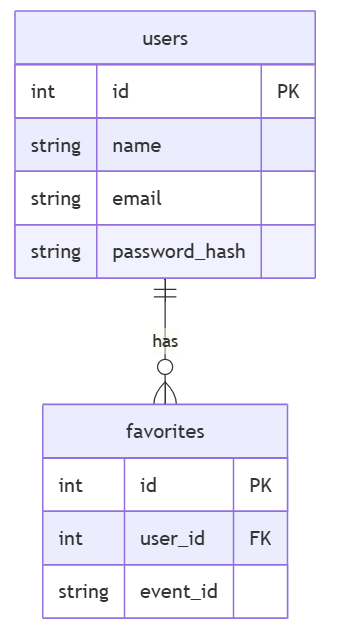 users
int id PK
string name
string email
string password_hash
has
favorites
int id PK
int user_id FK
string event_id